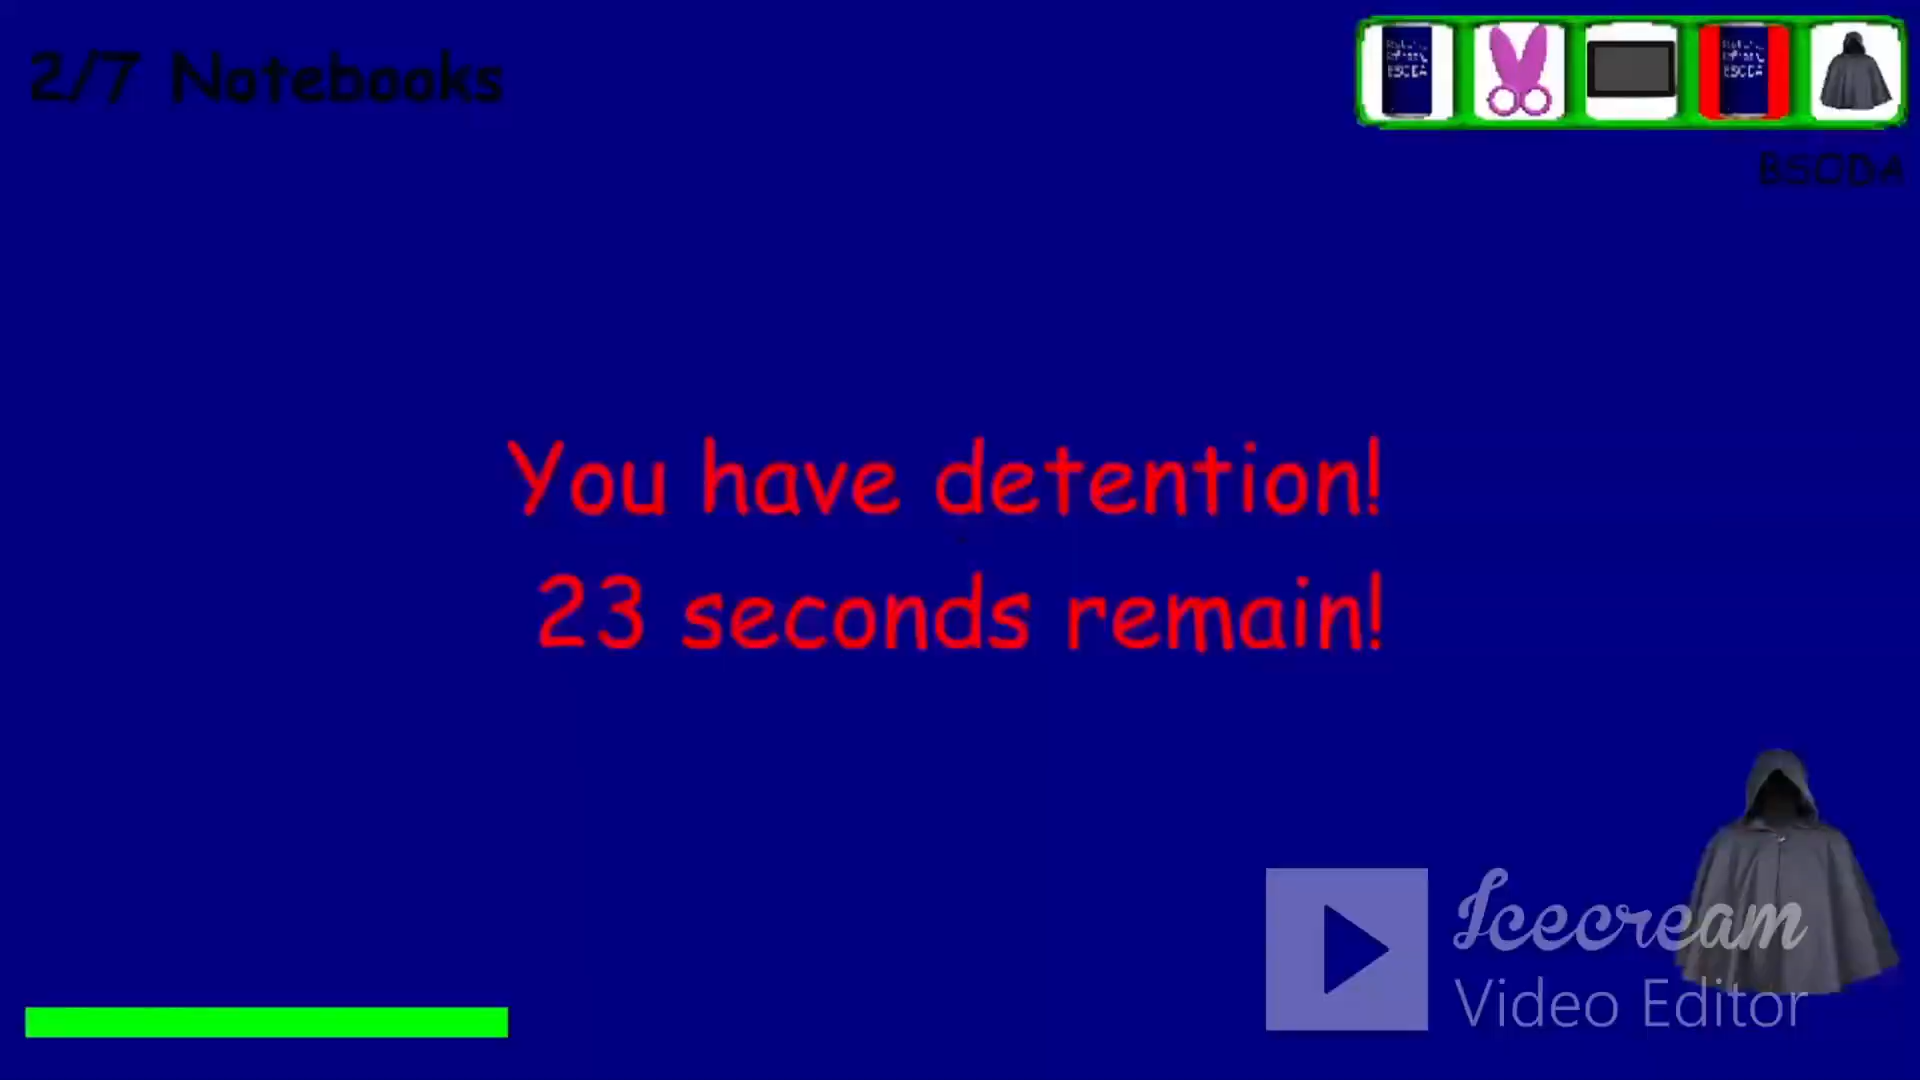 2/7 Notebooks
BSODA
You have detention!
23 seconds remain!
Icecream
Video Editor